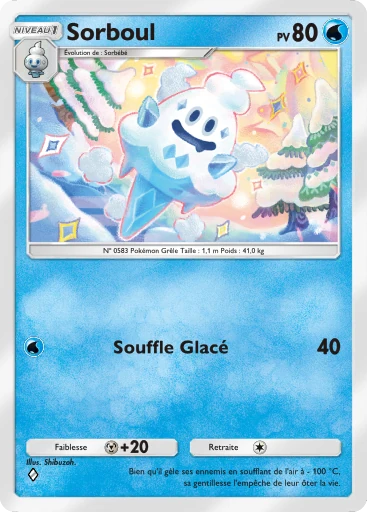 NIVEAU 1
Sorboul
PV 80
Évolution de : Sorbébé
N° 0583 Pokémon Grêle Taille : 1,1 m Poids : 41,0 kg
Souffle Glacé 40
Faiblesse +20 Retraite
Illus. Shibuzoh.
Bien qu'il gèle ses ennemis en soufflant de l'air à - 100 °C,
sa gentillesse l'empêche de leur ôter la vie.